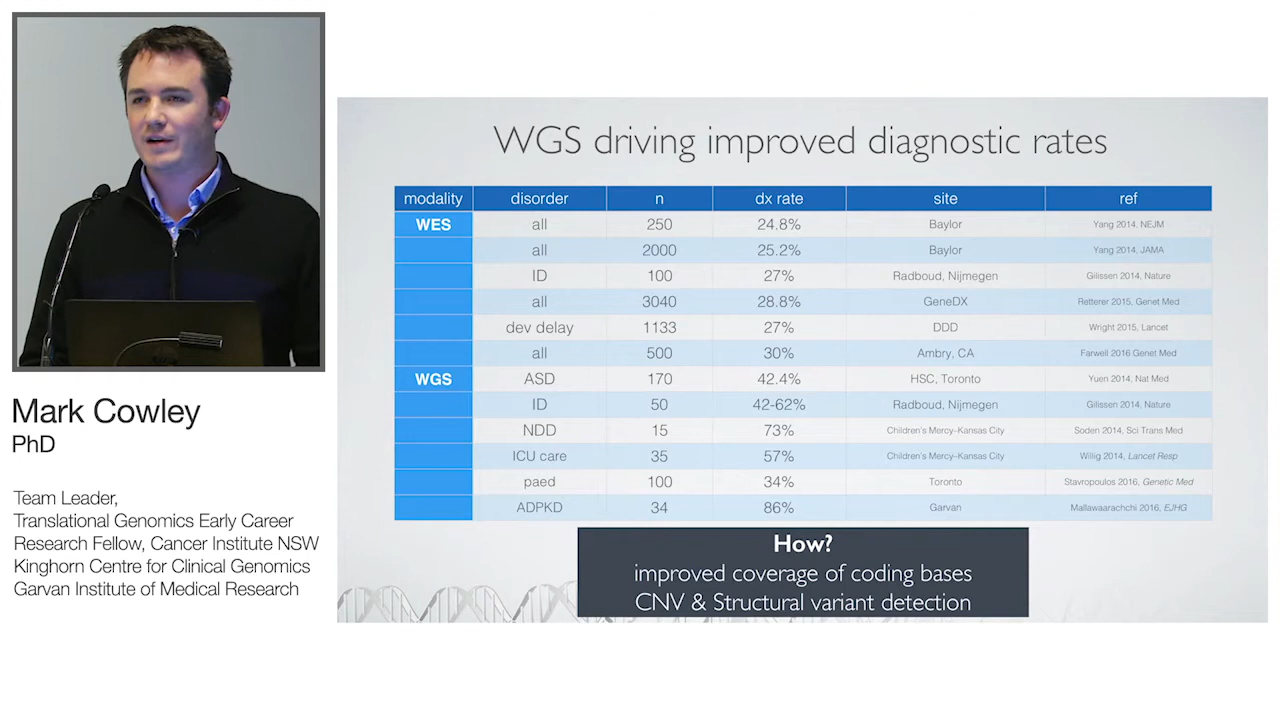 Mark Cowley
PhD
Team Leader,
Translational Genomics Early Career
Research Fellow, Cancer Institute NSW
Kinghorn Centre for Clinical Genomics
Garvan Institute of Medical Research
WGS driving improved diagnostic rates
modality disorder n dx rate site ref
WES all 250 24.8% Baylor Yang 2014, NEJM
all 2000 25.2% Baylor Yang 2014, JAMA
ID 100 27% Radboud, Nijmegen Gilissen 2014, Nature
all 3040 28.8% GeneDX Retterer 2015, Genet Med
dev delay 1133 27% DDD Wright 2015, Lancet
all 500 30% Ambry, CA Farwell 2016 Genet Med
WGS ASD 170 42.4% HSC, Toronto Yuen 2014, Nat Med
ID 50 42-62% Radboud, Nijmegen Gilissen 2014, Nature
NDD 15 73% Children's Mercy–Kansas City Soden 2014, Sci Trans Med
ICU care 35 57% Children's Mercy–Kansas City Willig 2014, Lancet Resp
paed 100 34% Toronto Stavropoulos 2016, Genetic Med
ADPKD 34 86% Garvan Mallawaarachchi 2016, EJHG
How?
improved coverage of coding bases
CNV & Structural variant detection